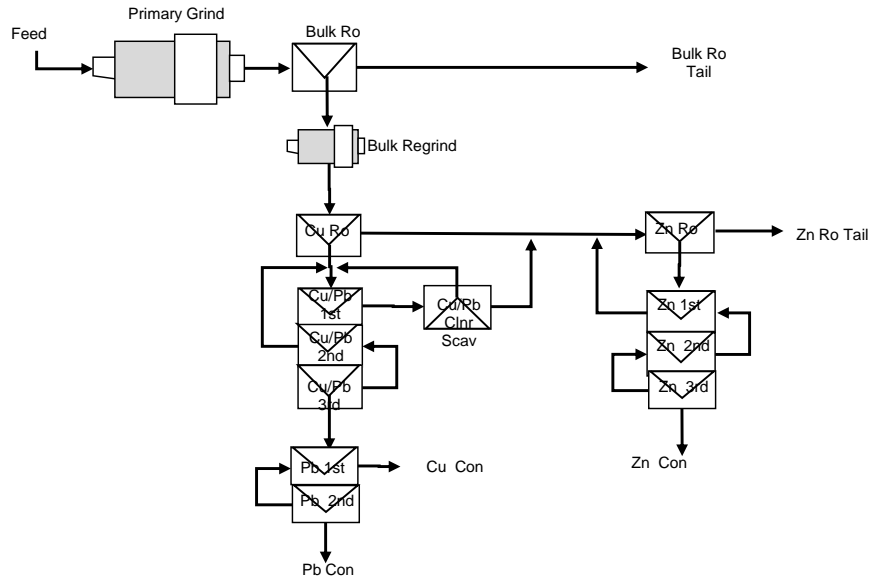 Primary Grind
Feed
Bulk Ro
Bulk Ro
Tail
Bulk Regrind
Cu Ro
Zn Ro
Zn Ro Tail
Cu/Pb
1st
Cu/Pb
Clnr
Scav
Zn 1st
Cu/Pb
2nd
Zn 2nd
Cu/Pb
3rd
Zn 3rd
Pb 1st
Cu Con
Zn Con
Pb 2nd
Pb Con